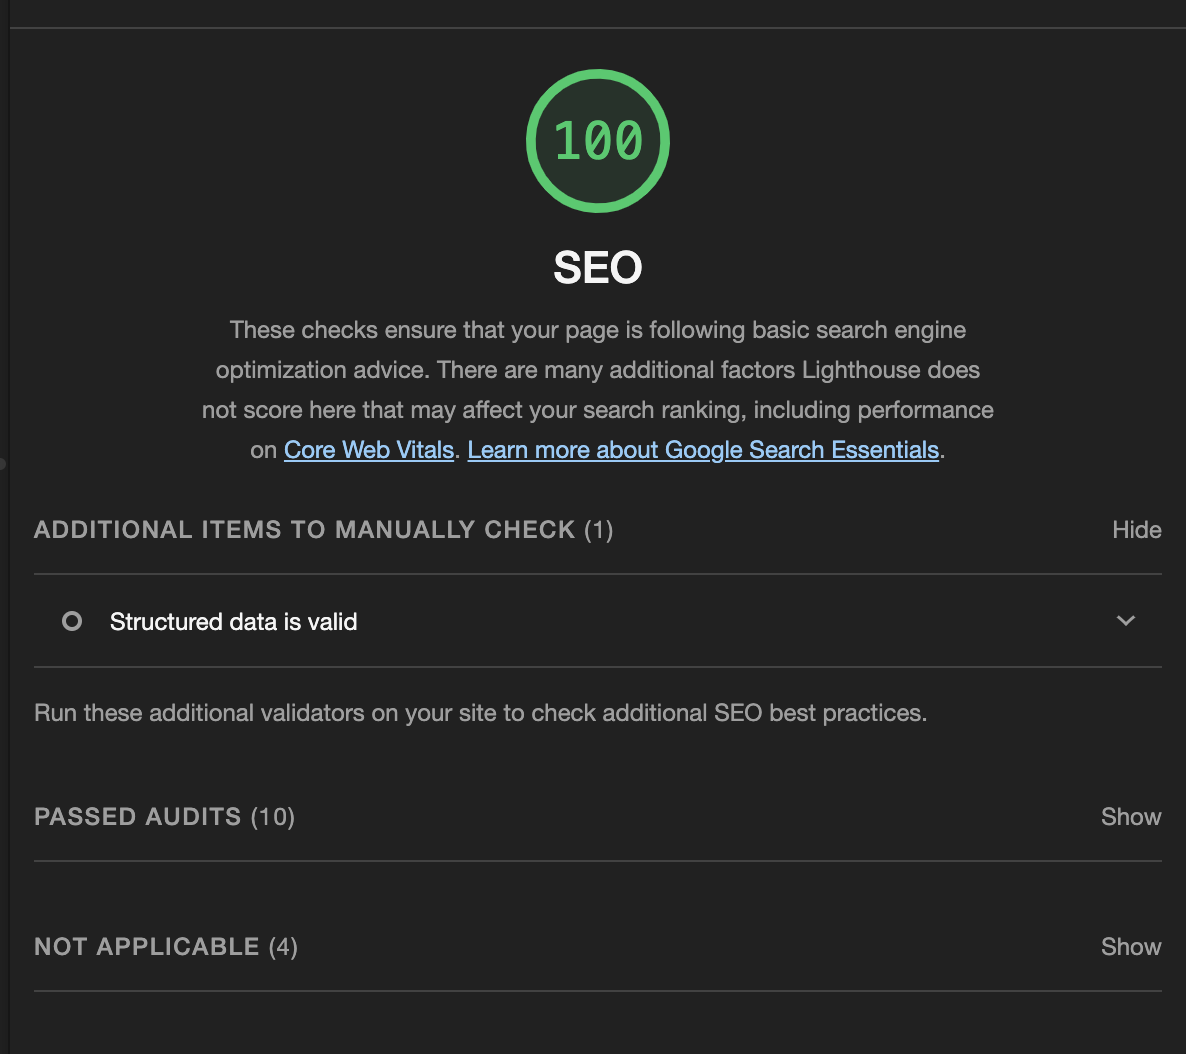 100
SEO
These checks ensure that your page is following basic search engine
optimization advice. There are many additional factors Lighthouse does
not score here that may affect your search ranking, including performance
on Core Web Vitals. Learn more about Google Search Essentials.
ADDITIONAL ITEMS TO MANUALLY CHECK (1) Hide
Structured data is valid
Run these additional validators on your site to check additional SEO best practices.
PASSED AUDITS (10) Show
NOT APPLICABLE (4) Show